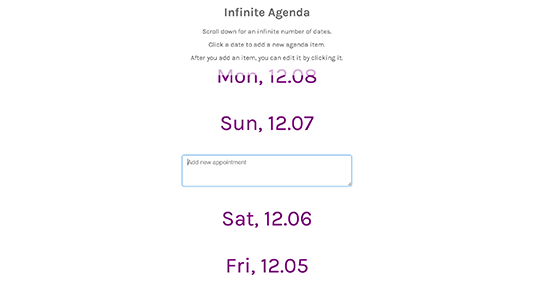 Infinite Agenda
Scroll down for an infinite number of dates.
Click a date to add a new agenda item.
After you add an item, you can edit it by clicking it.
Mon, 12.08
Sun, 12.07
Add new appointment
Sat, 12.06
Fri, 12.05